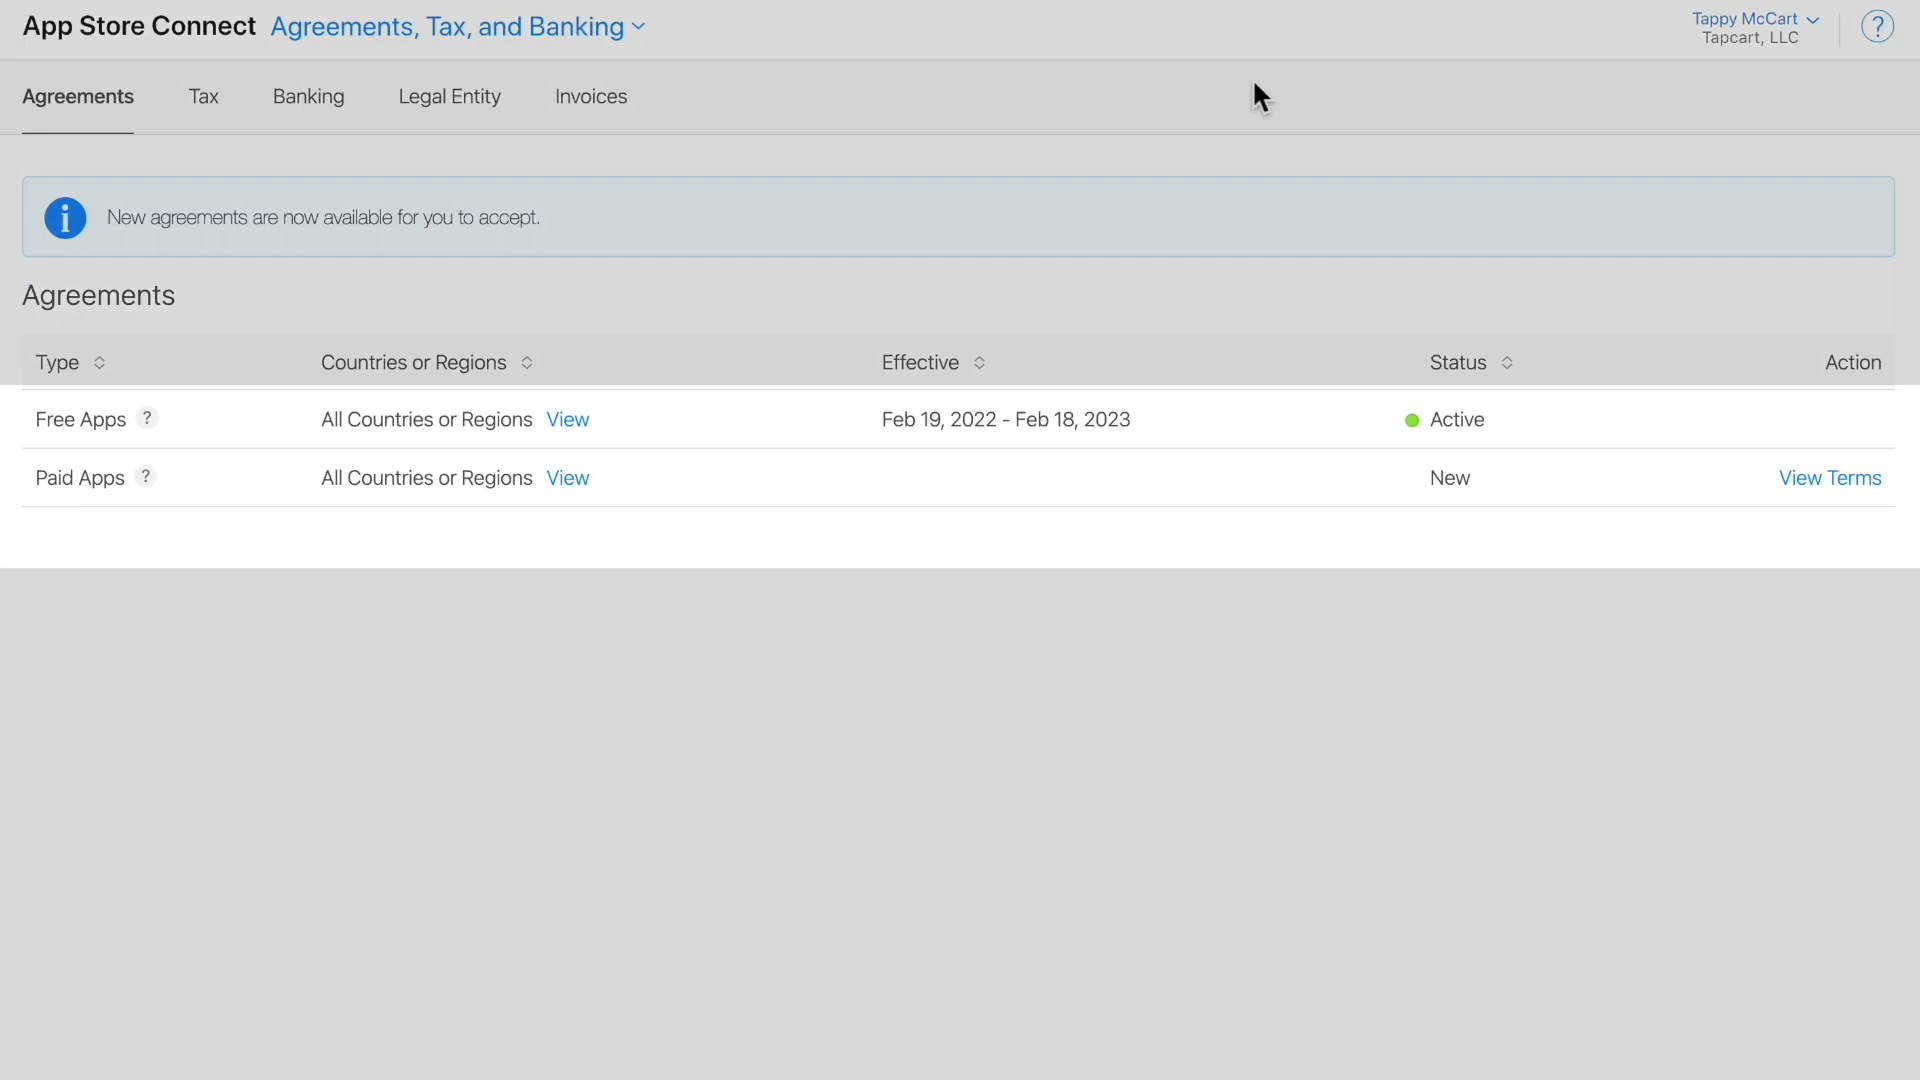 App Store Connect Agreements, Tax, and Banking
Tappy McCart
Tapcart, LLC
?
Agreements Tax Banking Legal Entity Invoices
i New agreements are now available for you to accept.
Agreements
Type Countries or Regions Effective Status Action
Free Apps ? All Countries or Regions View Feb 19, 2022 - Feb 18, 2023 Active
Paid Apps ? All Countries or Regions View New View Terms